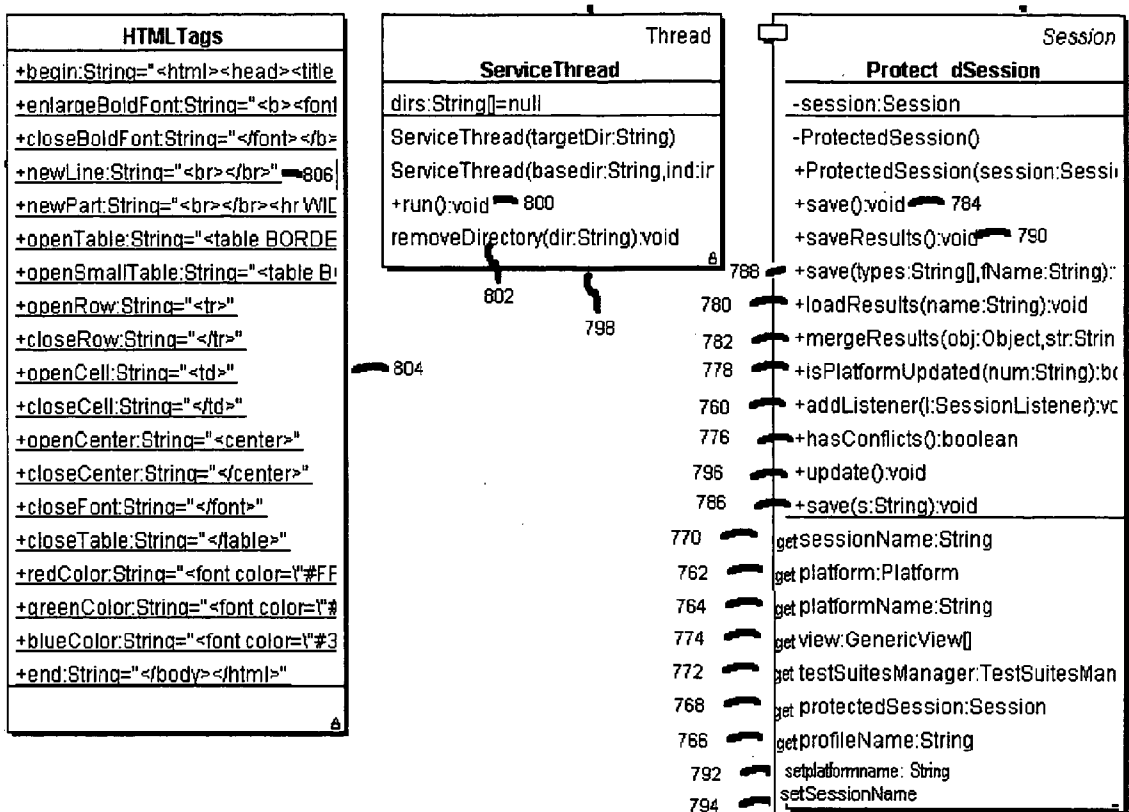 HTMLTags
+begin:String="<html><head><title
+enlargeBoldFont:String="<b><font
+closeBoldFont:String="</font></b>
+newLine:String="<br></br>" 806
+newPart:String="<br></br><hr WID
+openTable:String="<table BORDE
+openSmallTable:String="<table B
+openRow:String="<tr>"
+closeRow:String="</tr>"
+openCell:String="<td>"
+closeCell:String="</td>"
+openCenter:String="<center>"
+closeCenter:String="</center>"
+closeFont:String="</font>"
+closeTable:String="</table>"
+redColor:String="<font color=\"#FF
+greenColor:String="<font color=\"#
+blueColor:String="<font color=\"#3
+end:String="</body></html>"
804
Thread
ServiceThread
dirs:String[]=null
ServiceThread(targetDir:String)
ServiceThread(basedir:String,ind:in
+run():void 800
removeDirectory(dir:String):void
802
798
Session
Protect dSession
-session:Session
-ProtectedSession()
+ProtectedSession(session:Sessi
+save():void 784
+saveResults():void 790
788 +save(types:String[],fName:String):
780 +loadResults(name:String):void
782 +mergeResults(obj:Object,str:Strin
778 +isPlatformUpdated(num:String):bo
760 +addListener(l:SessionListener):vo
776 +hasConflicts():boolean
796 +update():void
786 +save(s:String):void
770 get sessionName:String
762 get platform:Platform
764 get platformName:String
774 get view:GenericView[]
772 get testSuitesManager:TestSuitesMan
768 get protectedSession:Session
766 get profileName:String
792 setplatformname: String
794 setSessionName